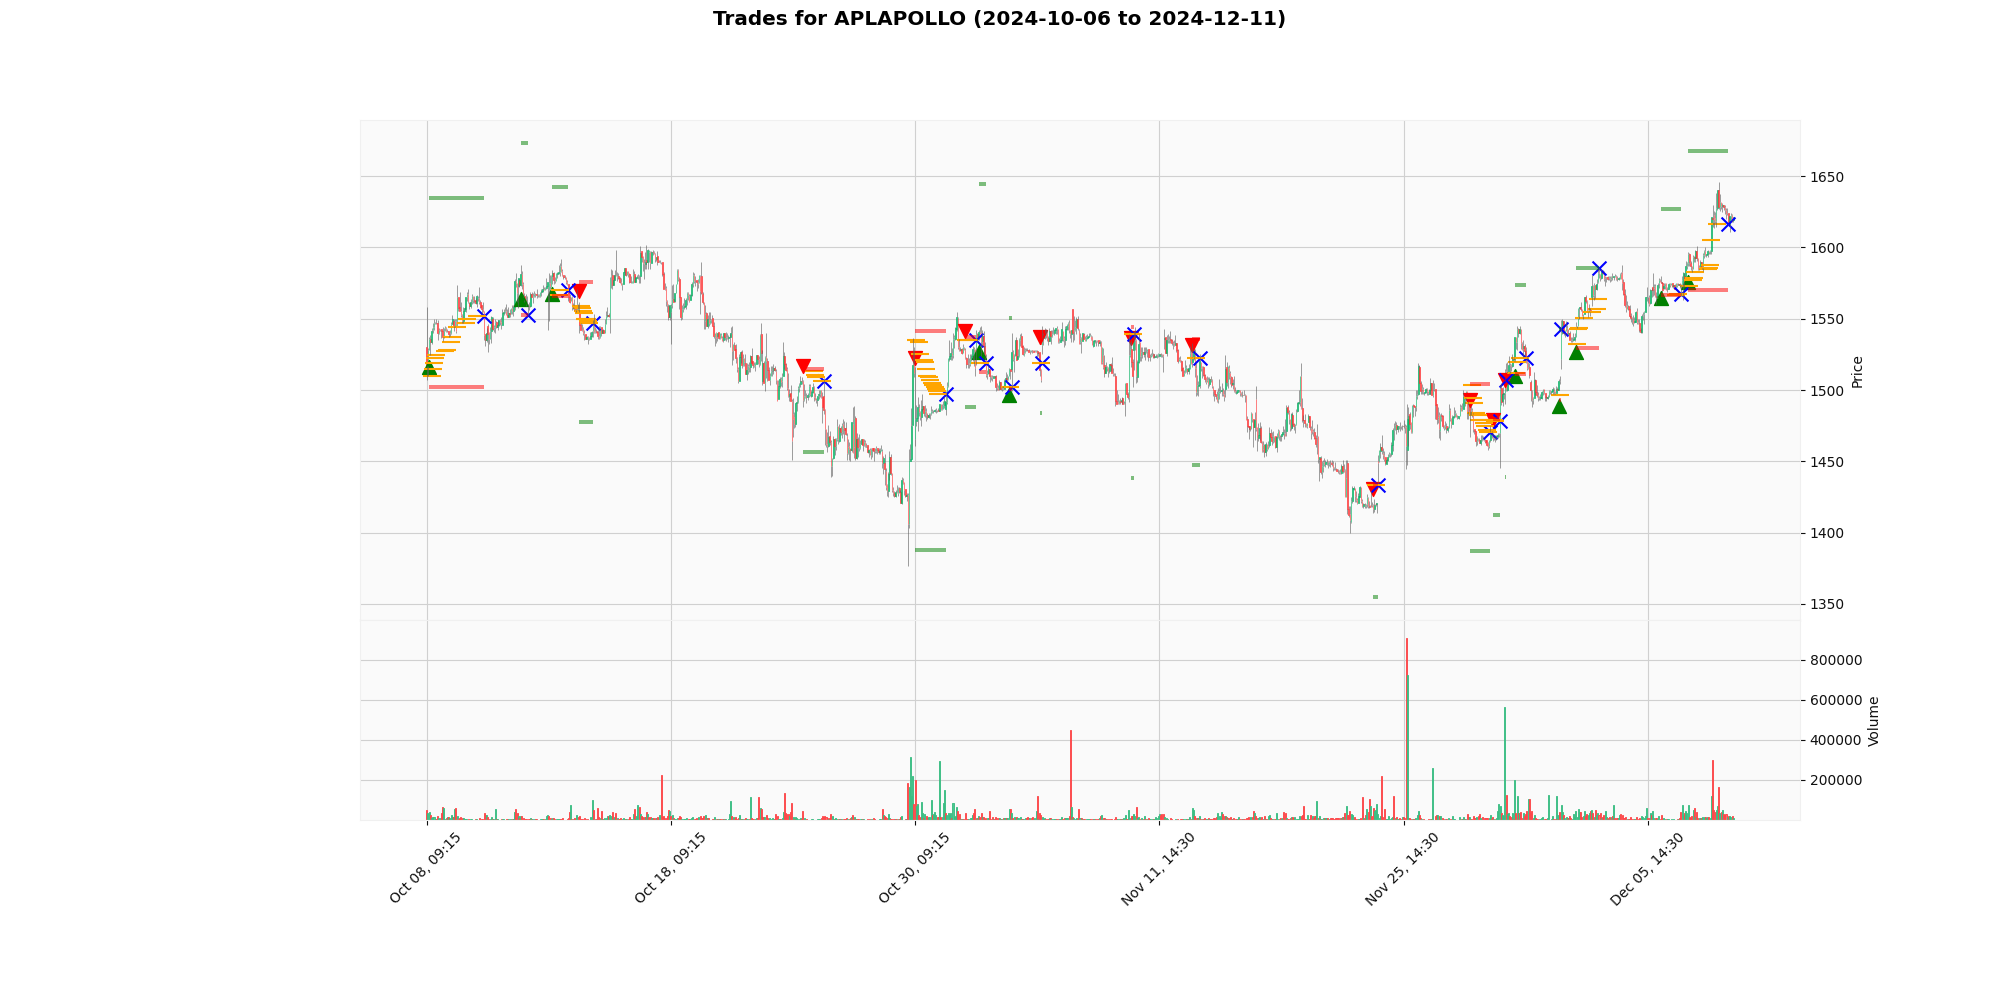 Trades for APLAPOLLO (2024-10-06 to 2024-12-11)
1650
1600
1550
1500
1450
1400
1350
Price
800000
600000
400000
200000
Volume
Oct 08, 09:15
Oct 18, 09:15
Oct 30, 09:15
Nov 11, 14:30
Nov 25, 14:30
Dec 05, 14:30